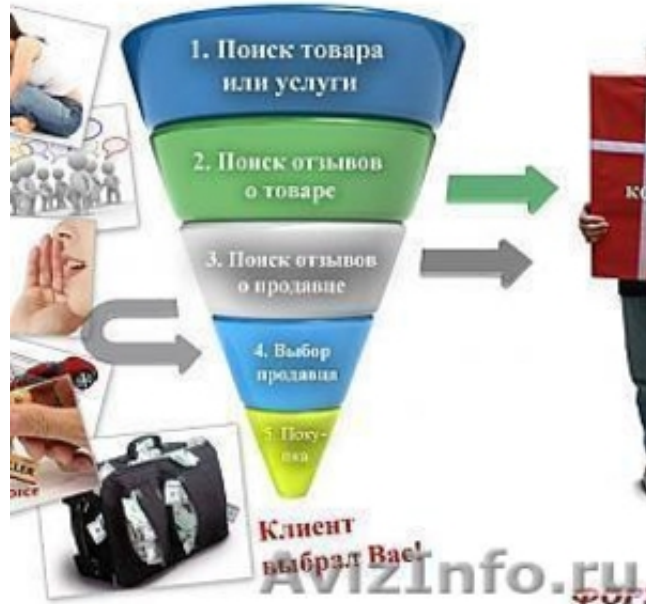 1. Поиск товара
или услуги
2. Поиск отзывов
о товаре
3. Поиск отзывов
о продавце
4. Выбор
продавца
5. Поку-
пка
Клиент
выбрал Вас!
AvizInfo.ru